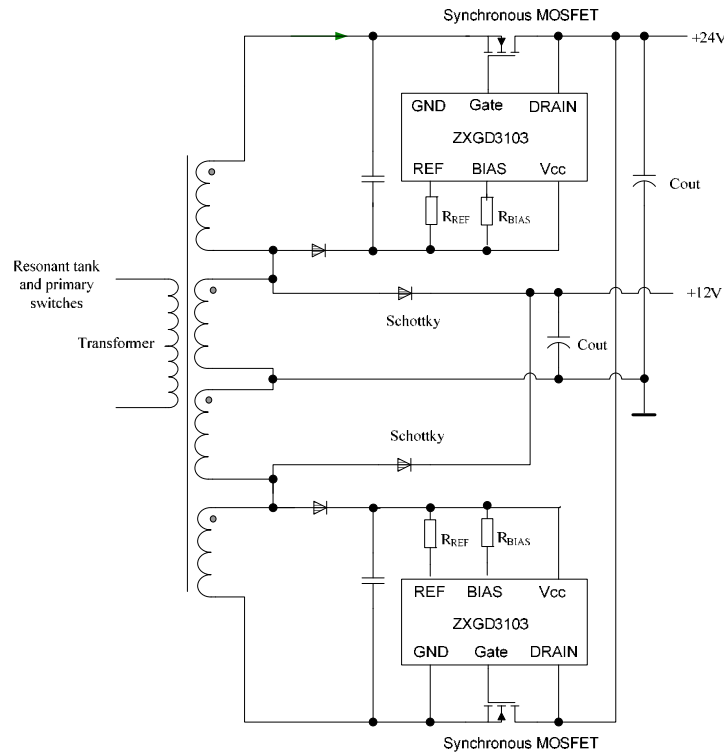 Synchronous MOSFET
+24V
GND Gate DRAIN
ZXGD3103
REF BIAS Vcc
Cout
RREF RBIAS
Resonant tank
and primary
switches
+12V
Schottky
Transformer
Cout
Schottky
RREF RBIAS
REF BIAS Vcc
ZXGD3103
GND Gate DRAIN
Synchronous MOSFET